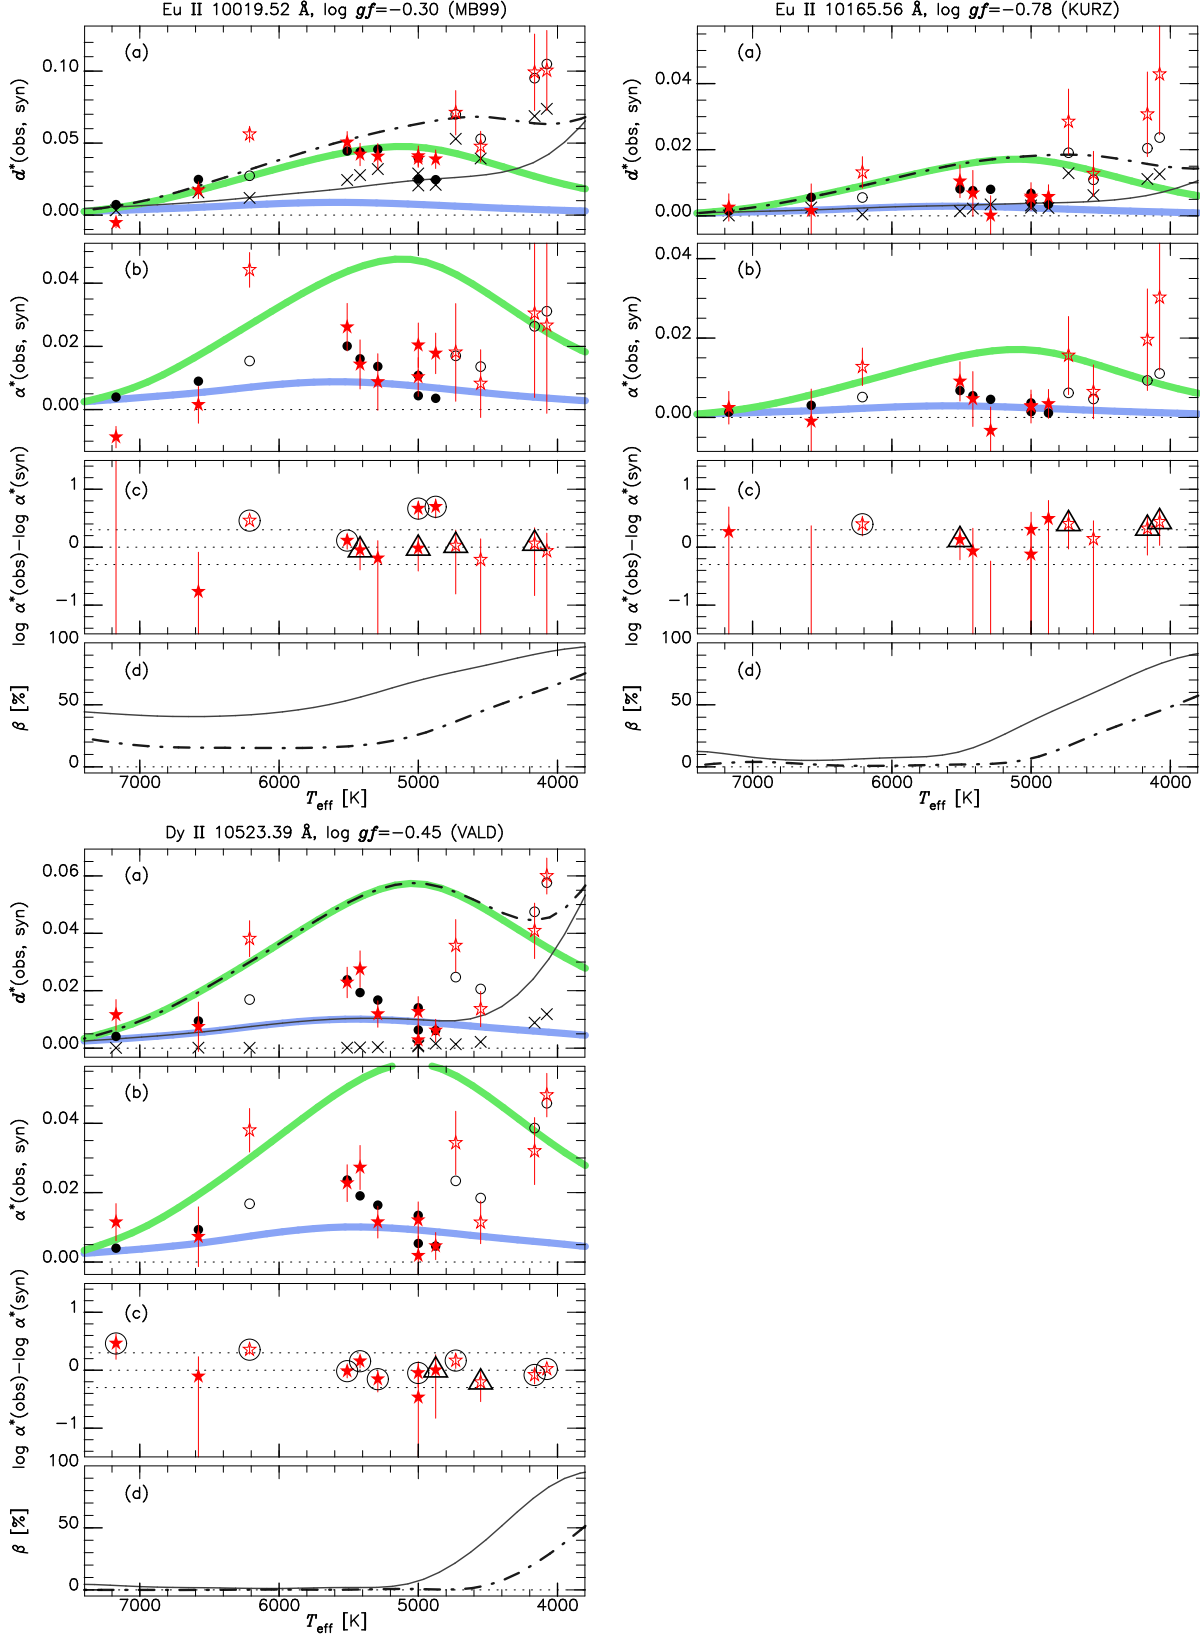 Eu II 10019.52 Å, log gf=−0.30 (MB99)
(a)
d*(obs, syn)
0.10
0.05
0.00
(b)
α*(obs, syn)
0.04
0.02
0.00
(c)
log α*(obs)−log α*(syn)
1
0
−1
(d)
β [%]
100
50
0
7000 6000 5000 4000
Teff [K]
Eu II 10165.56 Å, log gf=−0.78 (KURZ)
(a)
d*(obs, syn)
0.04
0.02
0.00
(b)
α*(obs, syn)
0.04
0.02
0.00
(c)
log α*(obs)−log α*(syn)
1
0
−1
(d)
β [%]
100
50
0
7000 6000 5000 4000
Teff [K]
Dy II 10523.39 Å, log gf=−0.45 (VALD)
(a)
d*(obs, syn)
0.06
0.04
0.02
0.00
(b)
α*(obs, syn)
0.04
0.02
0.00
(c)
log α*(obs)−log α*(syn)
1
0
−1
(d)
β [%]
100
50
0
7000 6000 5000 4000
Teff [K]